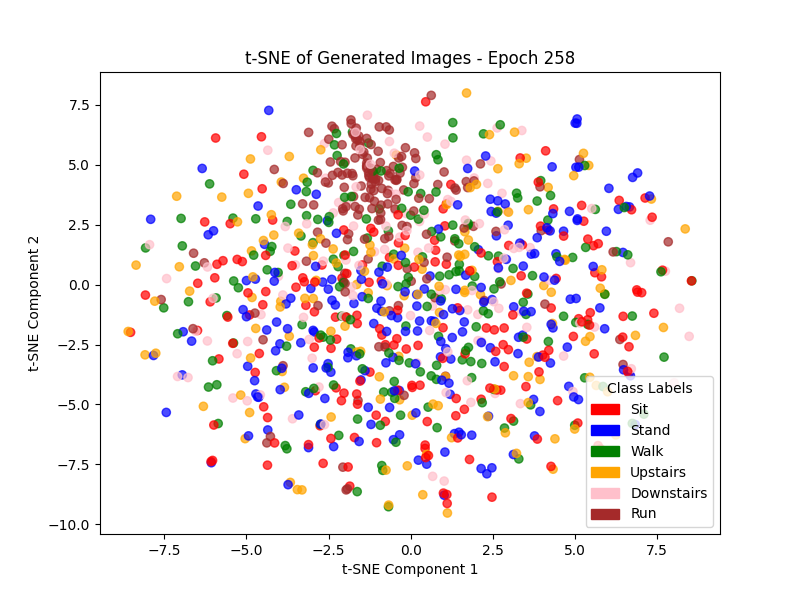 t-SNE of Generated Images - Epoch 258
t-SNE Component 2
7.5
5.0
2.5
0.0
−2.5
−5.0
−7.5
−10.0
Class Labels
Sit
Stand
Walk
Upstairs
Downstairs
Run
−7.5 −5.0 −2.5 0.0 2.5 5.0 7.5
t-SNE Component 1